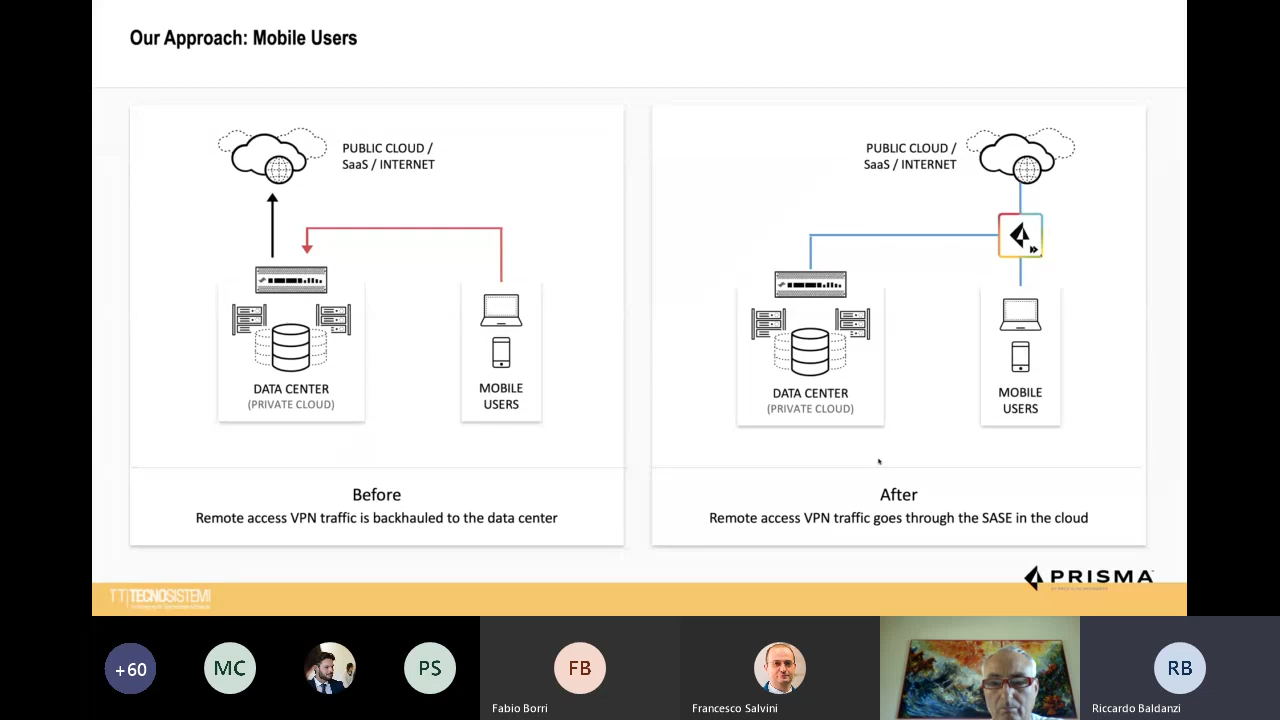 Our Approach: Mobile Users
PUBLIC CLOUD /
SaaS / INTERNET
DATA CENTER
(PRIVATE CLOUD)
MOBILE
USERS
Before
Remote access VPN traffic is backhauled to the data center
PUBLIC CLOUD /
SaaS / INTERNET
DATA CENTER
(PRIVATE CLOUD)
MOBILE
USERS
After
Remote access VPN traffic goes through the SASE in the cloud
PRISMA
TT TECNOSISTEMI
+60
MC
PS
FB
Fabio Borri
Francesco Salvini
RB
Riccardo Baldanzi